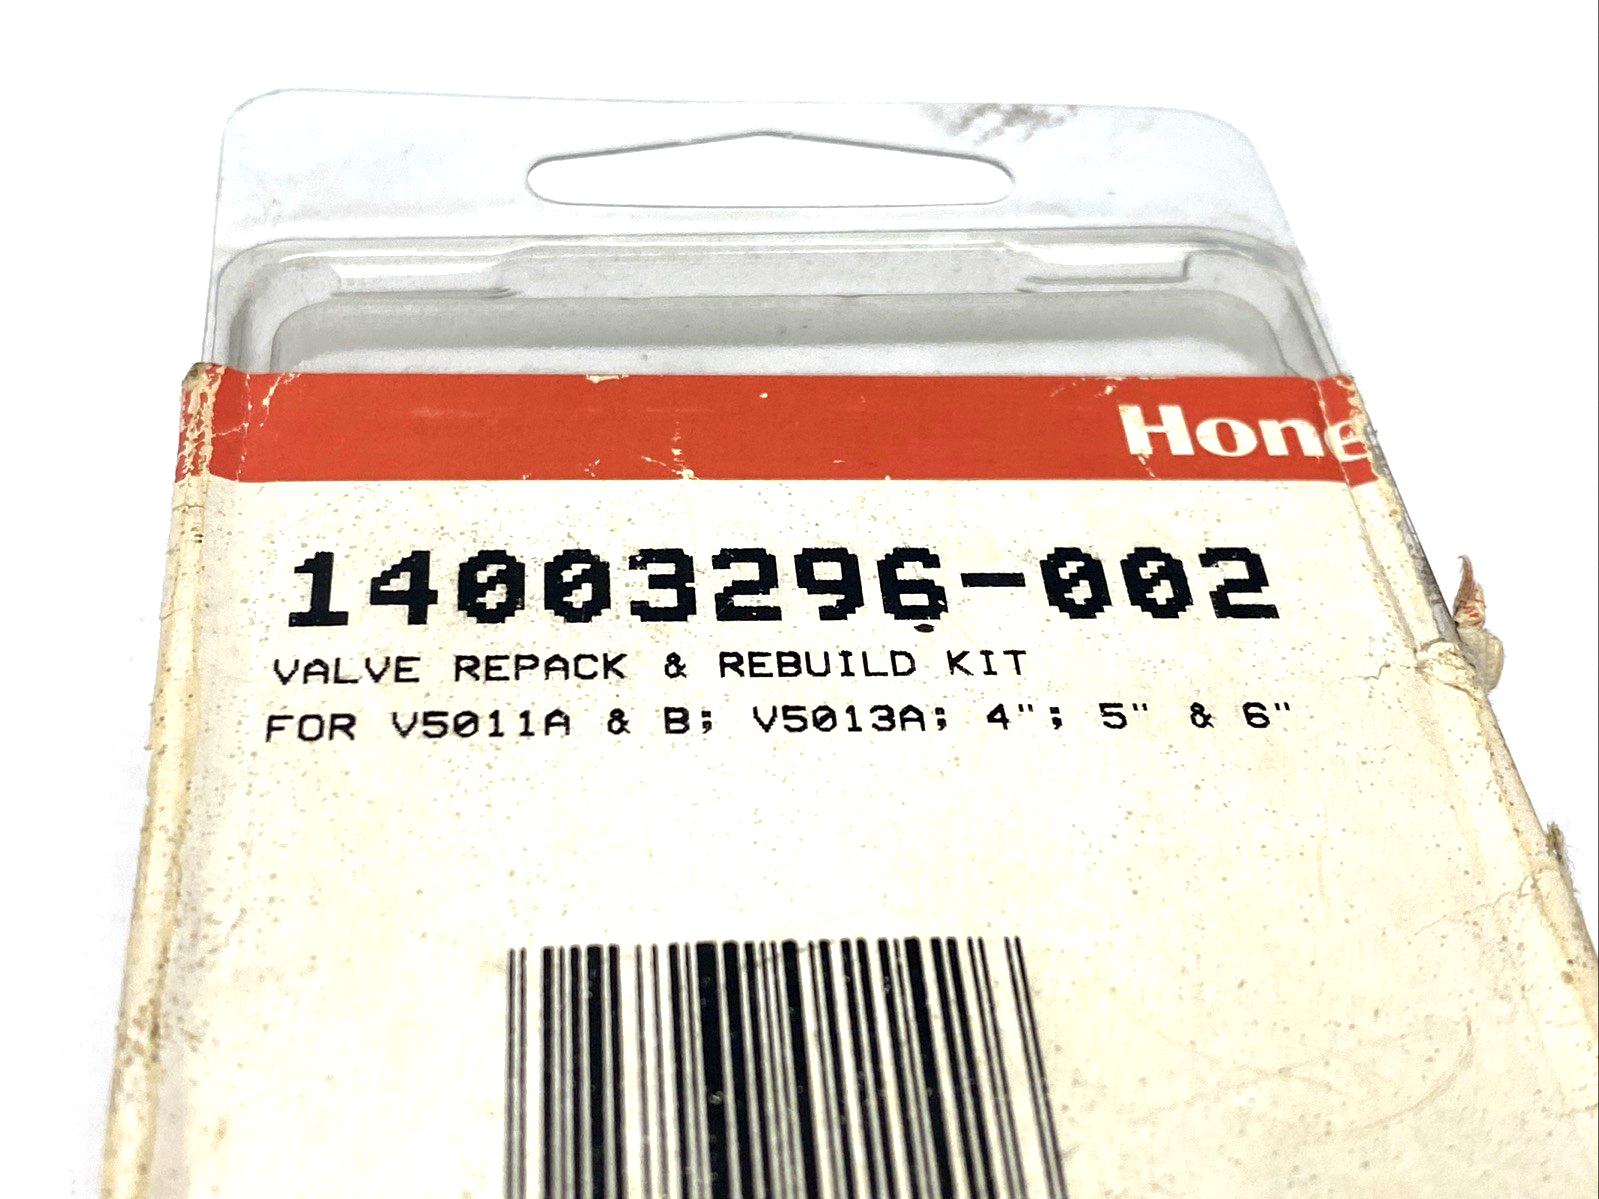 Hone
14003296-002
VALVE REPACK & REBUILD KIT
FOR V5011A & B; V5013A; 4"; 5" & 6"